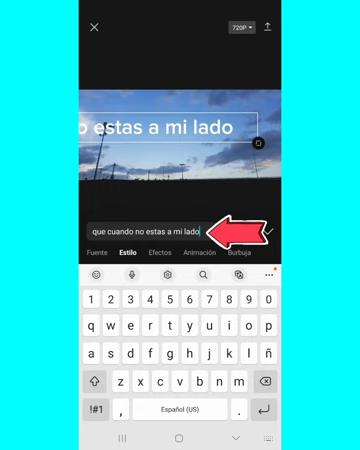 720P
o estas a mi lado
que cuando no estas a mi lado
Fuente Estilo Efectos Animación Burbuja
1 2 3 4 5 6 7 8 9 0
q w e r t y u i o p
a s d f g h j k l ñ
z x c v b n m
!#1 , Español (US) .